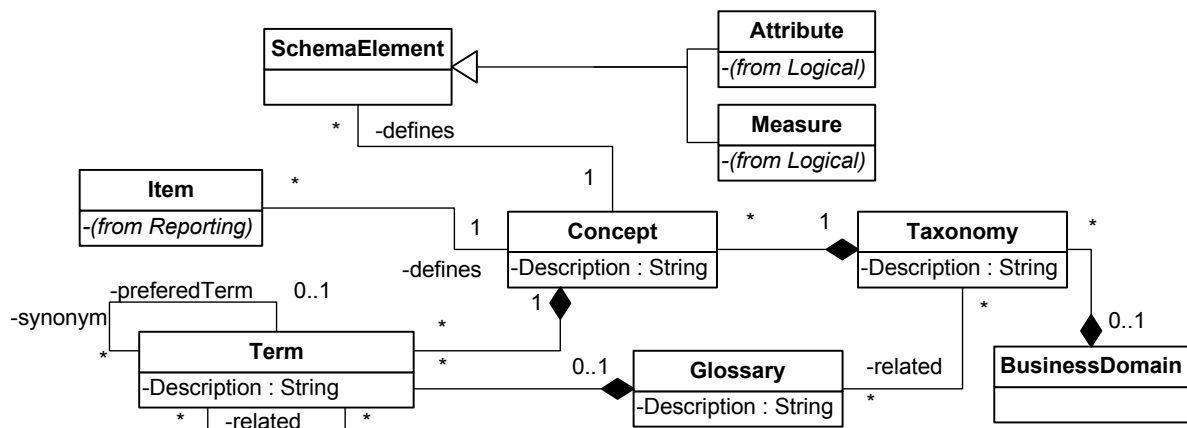 SchemaElement
Attribute
-(from Logical)
Measure
-(from Logical)
*
-defines
1
Item
-(from Reporting)
*
1
-defines
Concept
-Description : String
*
1
Taxonomy
-Description : String
*
0..1
BusinessDomain
-preferedTerm
0..1
-synonym
*
Term
-Description : String
1
*
*
0..1
Glossary
-Description : String
-related
*
*
*
-related
*